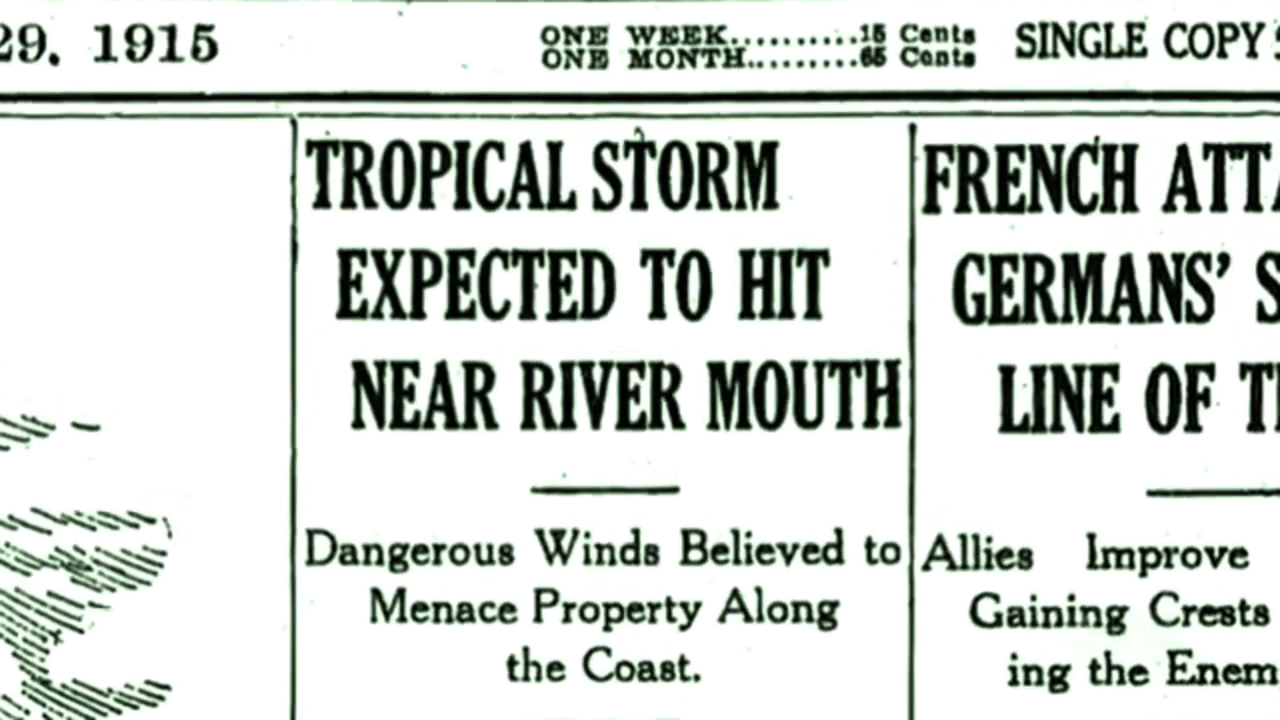 29, 1915
ONE WEEK..........15 Cents
ONE MONTH.........65 Cents
SINGLE COPY
TROPICAL STORM
EXPECTED TO HIT
NEAR RIVER MOUTH
Dangerous Winds Believed to
Menace Property Along
the Coast.
FRENCH
GERMANS'
LINE OF
Allies Improve
Gaining Crests
ing the